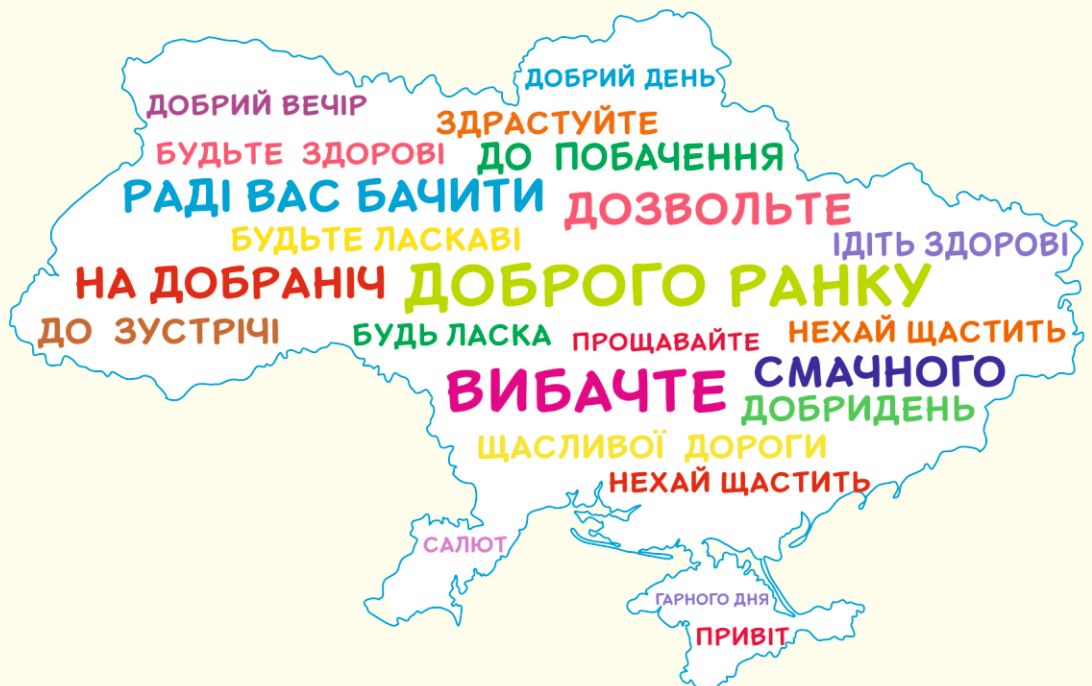 ДОБРИЙ ДЕНЬ
ДОБРИЙ ВЕЧІР
ЗДРАСТУЙТЕ
БУДЬТЕ ЗДОРОВІ
ДО ПОБАЧЕННЯ
РАДІ ВАС БАЧИТИ
ДОЗВОЛЬТЕ
БУДЬТЕ ЛАСКАВІ
ІДІТЬ ЗДОРОВІ
НА ДОБРАНІЧ
ДОБРОГО РАНКУ
ДО ЗУСТРІЧІ
БУДЬ ЛАСКА
ПРОЩАВАЙТЕ
НЕХАЙ ЩАСТИТЬ
ВИБАЧТЕ
СМАЧНОГО
ДОБРИДЕНЬ
ЩАСЛИВОЇ ДОРОГИ
НЕХАЙ ЩАСТИТЬ
САЛЮТ
ГАРНОГО ДНЯ
ПРИВІТ